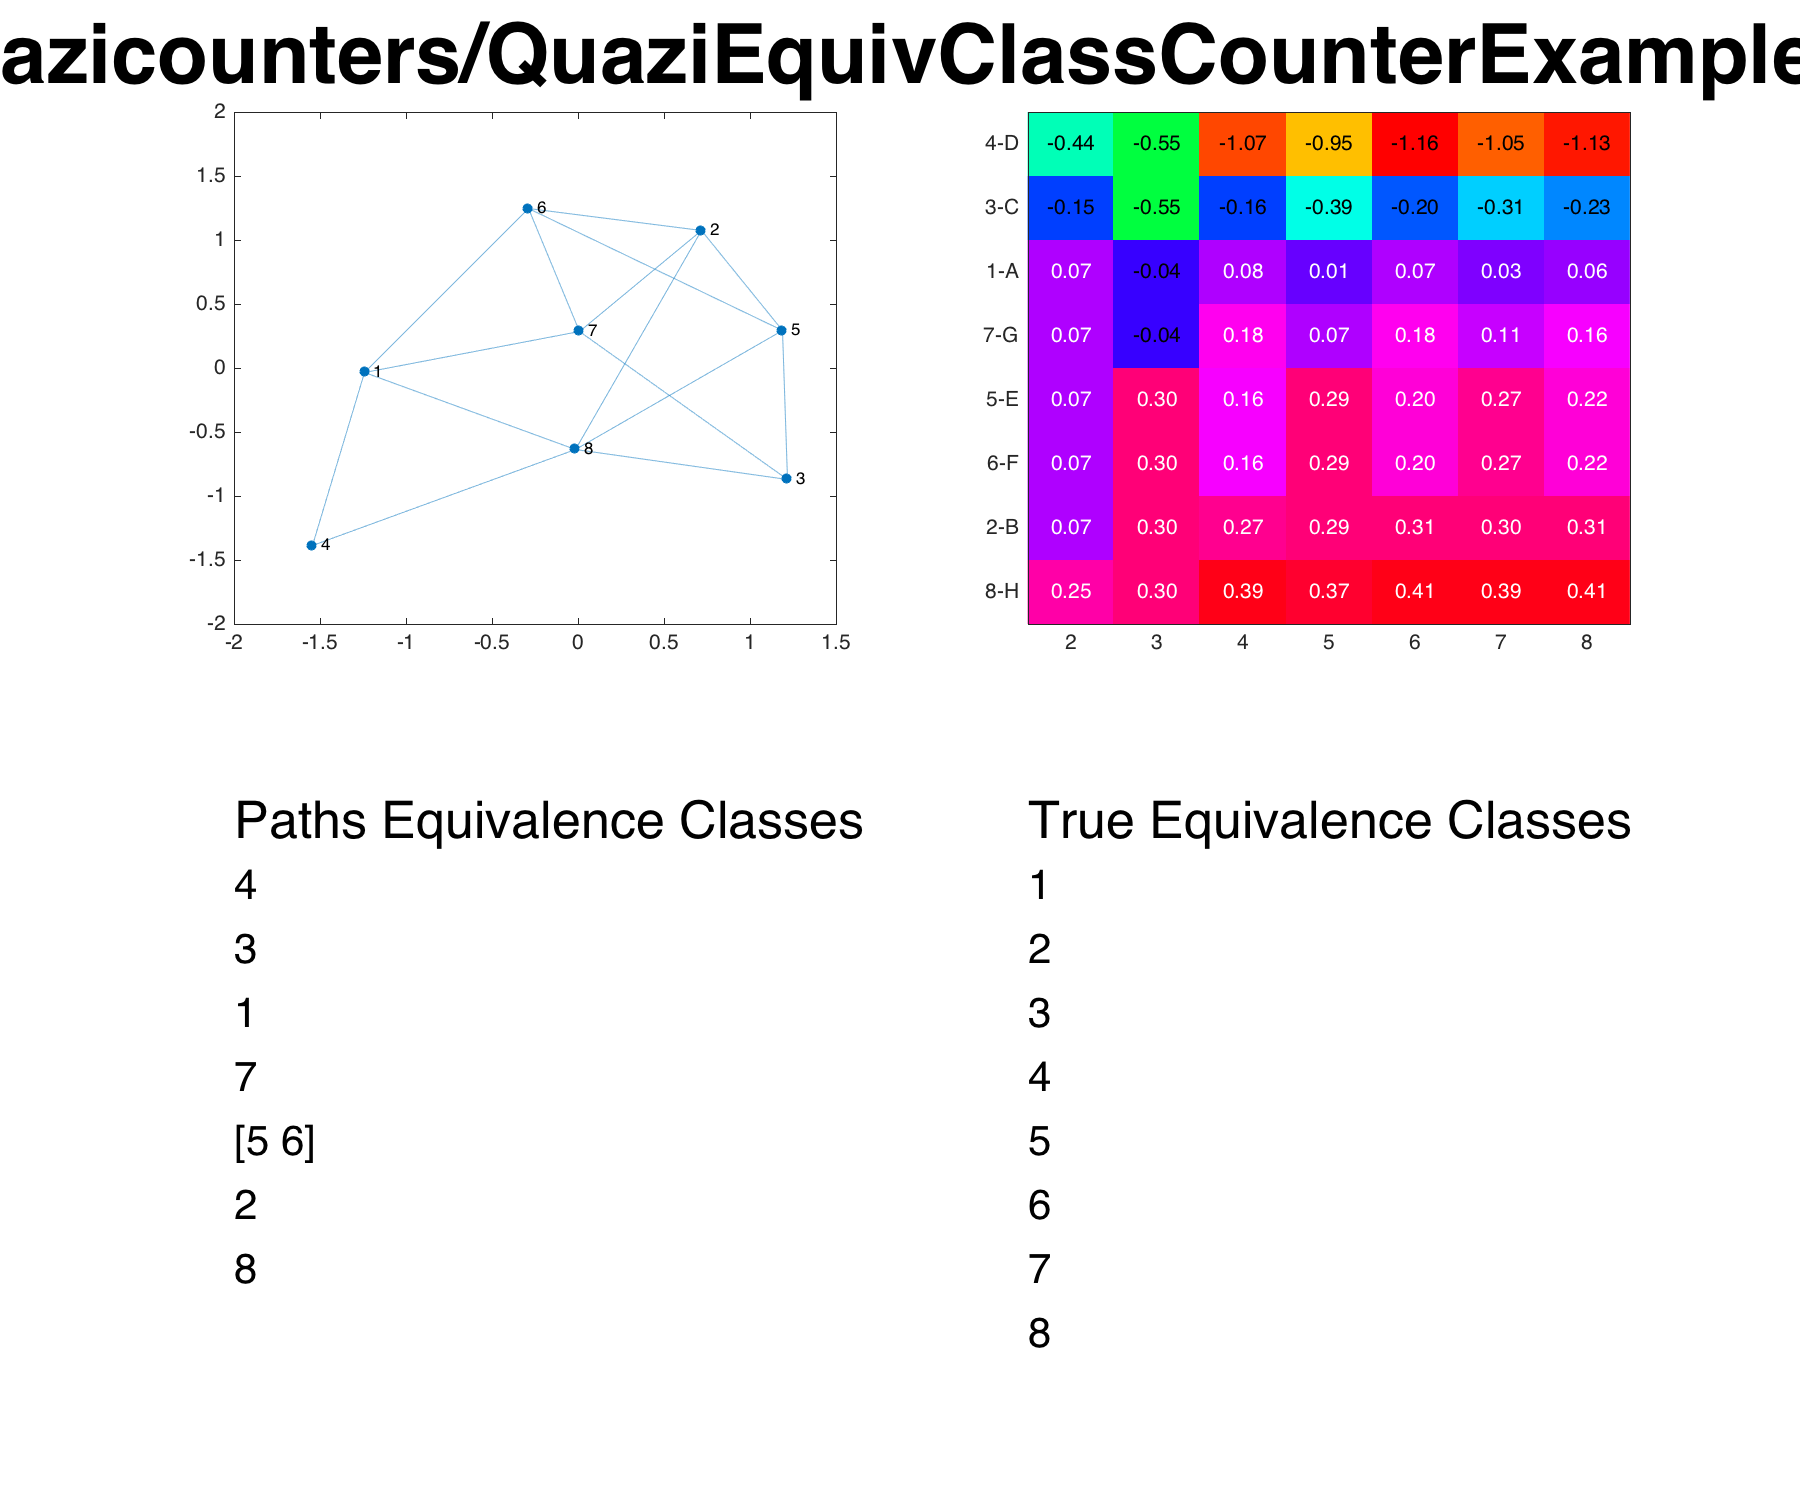 azicounters/QuaziEquivClassCounterExample
2
1.5
1
0.5
0
-0.5
-1
-1.5
-2
-2 -1.5 -1 -0.5 0 0.5 1 1.5
6
2
7
5
1
8
3
4
4-D -0.44 -0.55 -1.07 -0.95 -1.16 -1.05 -1.13
3-C -0.15 -0.55 -0.16 -0.39 -0.20 -0.31 -0.23
1-A 0.07 -0.04 0.08 0.01 0.07 0.03 0.06
7-G 0.07 -0.04 0.18 0.07 0.18 0.11 0.16
5-E 0.07 0.30 0.16 0.29 0.20 0.27 0.22
6-F 0.07 0.30 0.16 0.29 0.20 0.27 0.22
2-B 0.07 0.30 0.27 0.29 0.31 0.30 0.31
8-H 0.25 0.30 0.39 0.37 0.41 0.39 0.41
2 3 4 5 6 7 8
Paths Equivalence Classes
4
3
1
7
[5 6]
2
8
True Equivalence Classes
1
2
3
4
5
6
7
8